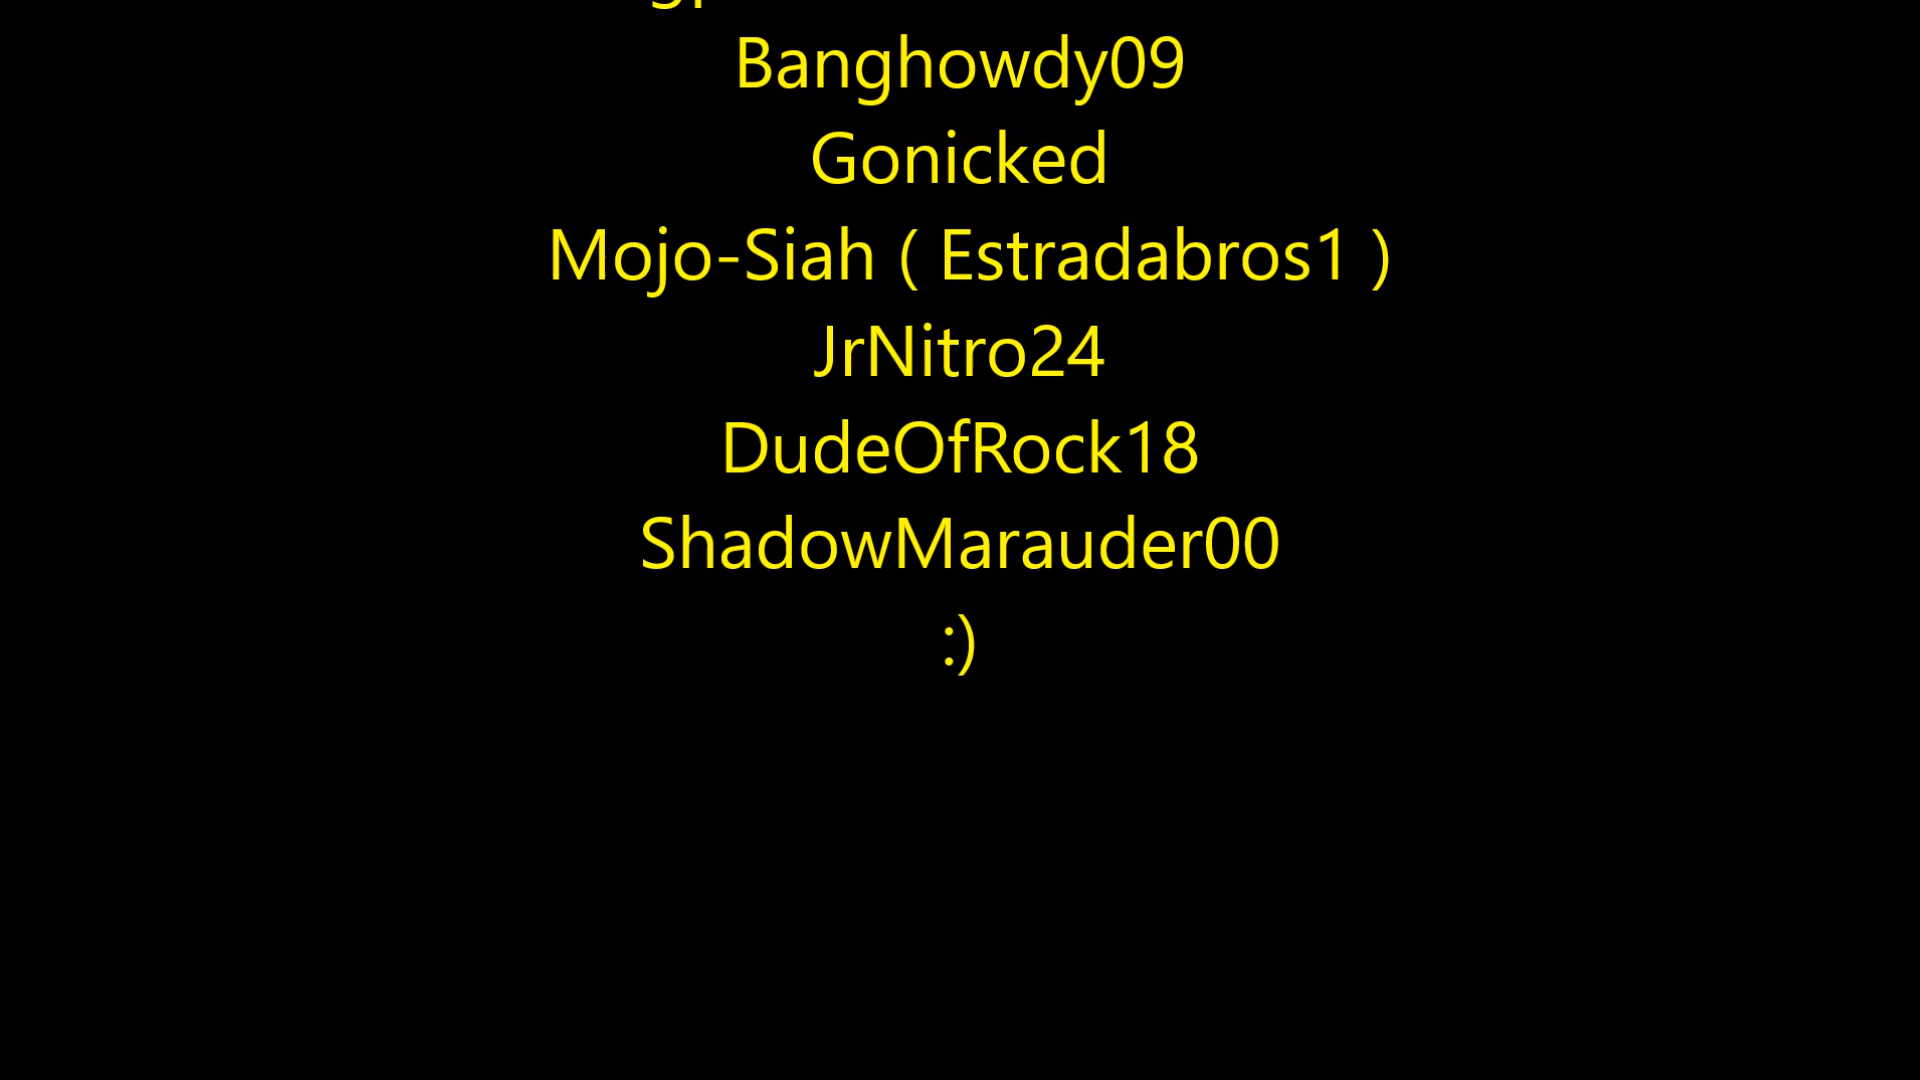 Banghowdy09
Gonicked
Mojo-Siah ( Estradabros1 )
JrNitro24
DudeOfRock18
ShadowMarauder00
:)